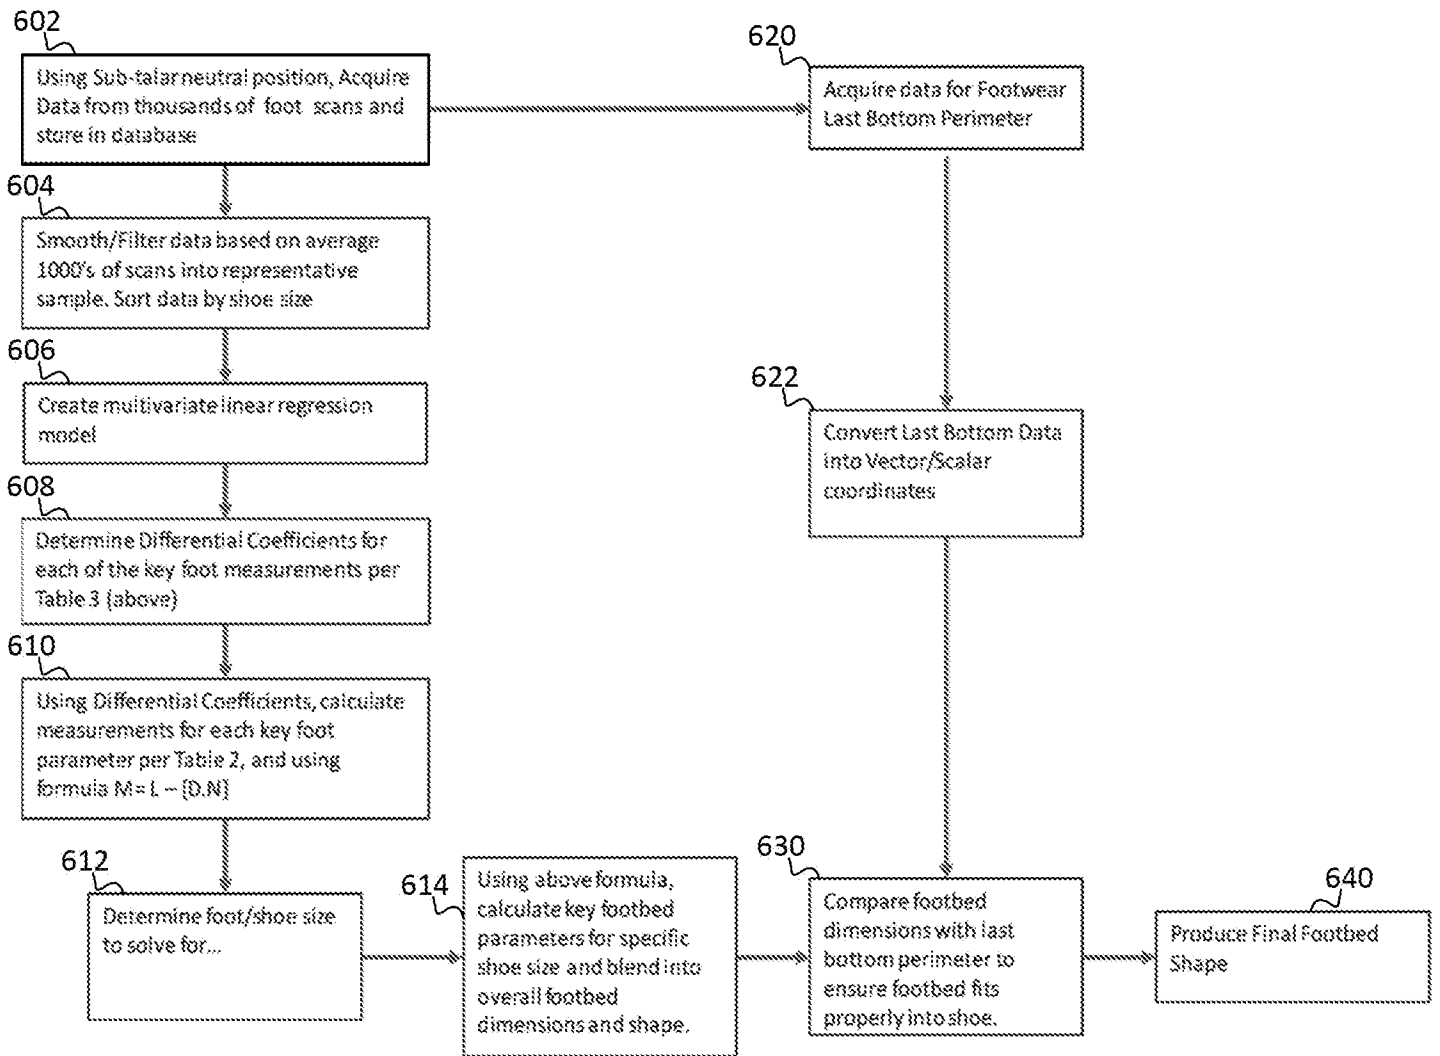 602
Using Sub-talar neutral position, Acquire
Data from thousands of foot scans and
store in database
604
Smooth/Filter data based on average
1000's of scans into representative
sample. Sort data by shoe size
606
Create multivariate linear regression
model
608
Determine Differential Coefficients for
each of the key foot measurements per
Table 3 (above)
610
Using Differential Coefficients, calculate
measurements for each key foot
parameter per Table 2, and using
formula M = L – [D.N]
612
Determine foot/shoe size
to solve for...
614
Using above formula,
calculate key footbed
parameters for specific
shoe size and blend into
overall footbed
dimensions and shape.
620
Acquire data for Footwear
Last Bottom Perimeter
622
Convert Last Bottom Data
into Vector/Scalar
coordinates
630
Compare footbed
dimensions with last
bottom perimeter to
ensure footbed fits
properly into shoe.
640
Produce Final Footbed
Shape